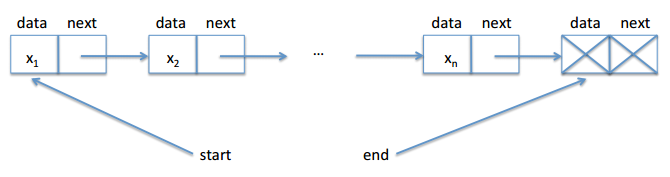 data next data next data next data next
x1 x2 ... xn
start end